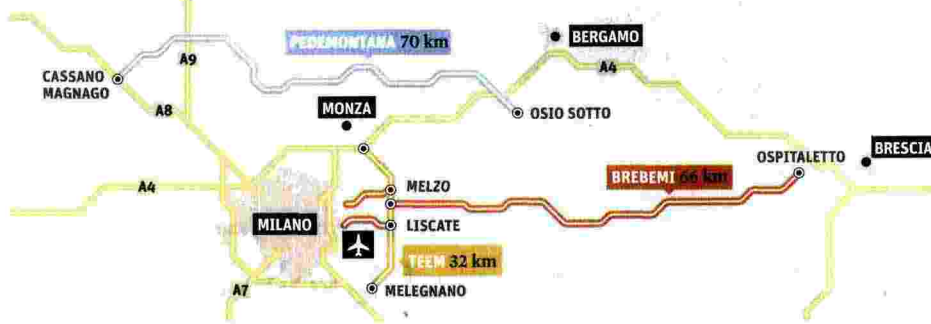 PEDEMONTANA 70 km
BERGAMO
A9
A4
CASSANO
MAGNAGO
A8
MONZA
OSIO SOTTO
OSPITALETTO
BRESCIA
A4
MELZO
BREBEMI 66 km
MILANO
LISCATE
TEEM 32 km
A7
MELEGNANO